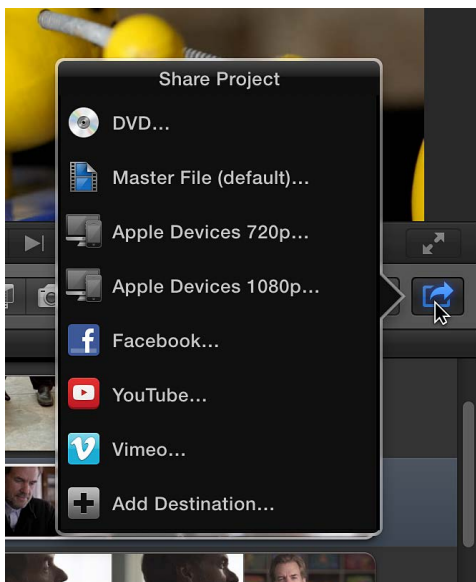 Share Project
DVD...
Master File (default)...
Apple Devices 720p...
Apple Devices 1080p...
Facebook...
YouTube...
Vimeo...
Add Destination...